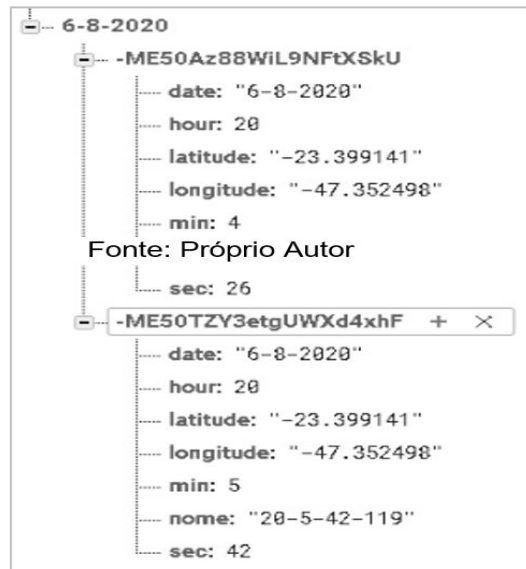 6-8-2020
-ME50Az88WiL9NFtXSkU
date: "6-8-2020"
hour: 20
latitude: "-23.399141"
longitude: "-47.352498"
min: 4
Fonte: Próprio Autor
sec: 26
-ME50TZY3etgUWXd4xhF + ×
date: "6-8-2020"
hour: 20
latitude: "-23.399141"
longitude: "-47.352498"
min: 5
nome: "20-5-42-119"
sec: 42